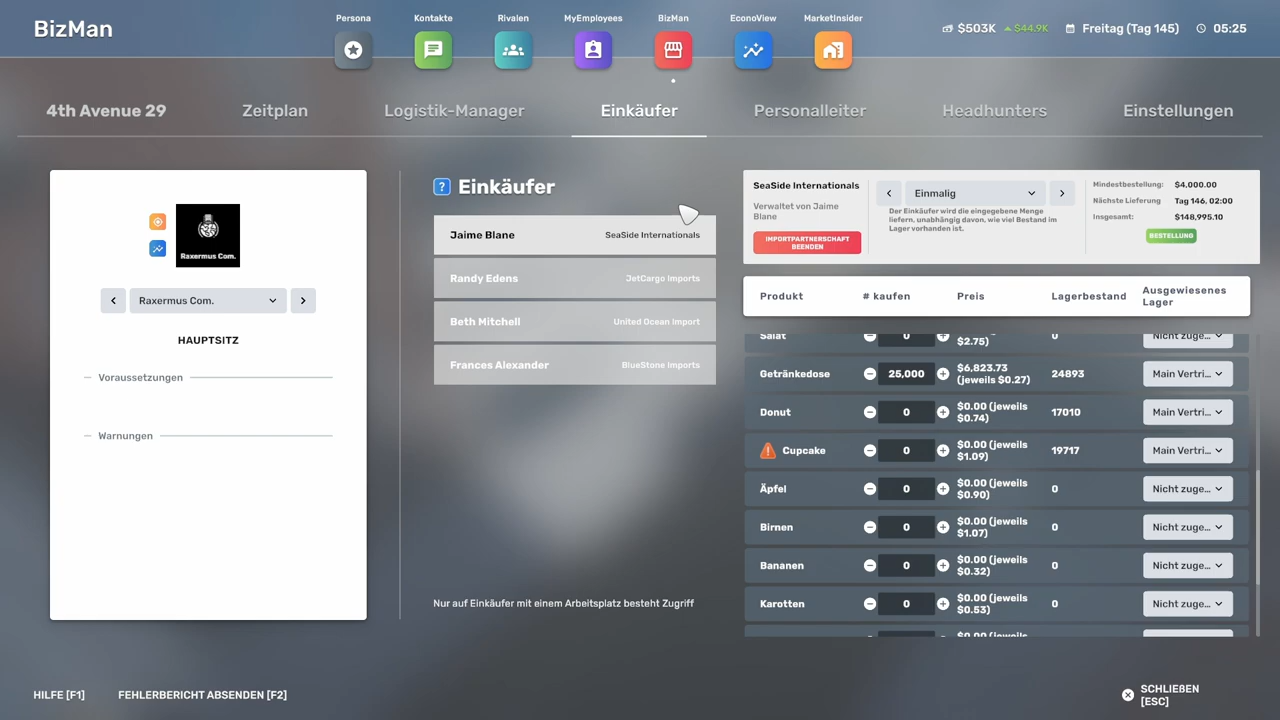 BizMan
Persona
Kontakte
Rivalen
MyEmployees
BizMan
EconoView
MarketInsider
$503K
$44.9K
Freitag (Tag 145)
05:25
4th Avenue 29
Zeitplan
Logistik-Manager
Einkäufer
Personalleiter
Headhunters
Einstellungen
Raxermus Com.
Raxermus Com.
HAUPTSITZ
Voraussetzungen
Warnungen
? Einkäufer
Jaime Blane SeaSide Internationals
Randy Edens JetCargo Imports
Beth Mitchell United Ocean Import
Frances Alexander BlueStone Imports
Nur auf Einkäufer mit einem Arbeitsplatz besteht Zugriff
SeaSide Internationals
Verwaltet von Jaime
Blane
IMPORTPARTNERSCHAFT
BEENDEN
Einmalig
Der Einkäufer wird die eingegebene Menge
liefern, unabhängig davon, wie viel Bestand im
Lager vorhanden ist.
Mindestbestellung: $4,000.00
Nächste Lieferung Tag 146, 02:00
Insgesamt: $148,995.10
BESTELLUNG
Produkt # kaufen Preis Lagerbestand Ausgewiesenes
Lager
Salat 0 $2.75) 0 Nicht zuge...
Getränkedose 25,000 $6,823.73
(jeweils $0.27) 24893 Main Vertri...
Donut 0 $0.00 (jeweils
$0.74) 17010 Main Vertri...
Cupcake 0 $0.00 (jeweils
$1.09) 19717 Main Vertri...
Äpfel 0 $0.00 (jeweils
$0.90) 0 Nicht zuge...
Birnen 0 $0.00 (jeweils
$1.07) 0 Nicht zuge...
Bananen 0 $0.00 (jeweils
$0.32) 0 Nicht zuge...
Karotten 0 $0.00 (jeweils
$0.53) 0 Nicht zuge...
$0.00 (jeweils
HILFE [F1]
FEHLERBERICHT ABSENDEN [F2]
SCHLIEßEN
[ESC]